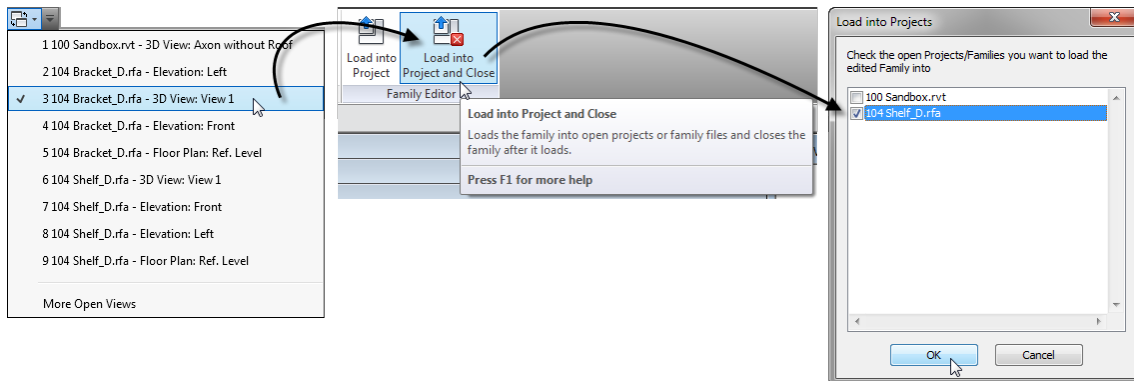 1 100 Sandbox.rvt - 3D View: Axon without Roof
2 104 Bracket_D.rfa - Elevation: Left
3 104 Bracket_D.rfa - 3D View: View 1
4 104 Bracket_D.rfa - Elevation: Front
5 104 Bracket_D.rfa - Floor Plan: Ref. Level
6 104 Shelf_D.rfa - 3D View: View 1
7 104 Shelf_D.rfa - Elevation: Front
8 104 Shelf_D.rfa - Elevation: Left
9 104 Shelf_D.rfa - Floor Plan: Ref. Level
More Open Views
Load into
Project
Load into
Project and Close
Family Editor
Load into Project and Close
Loads the family into open projects or family files and closes the
family after it loads.
Press F1 for more help
Load into Projects
Check the open Projects/Families you want to load the
edited Family into
100 Sandbox.rvt
104 Shelf_D.rfa
OK
Cancel